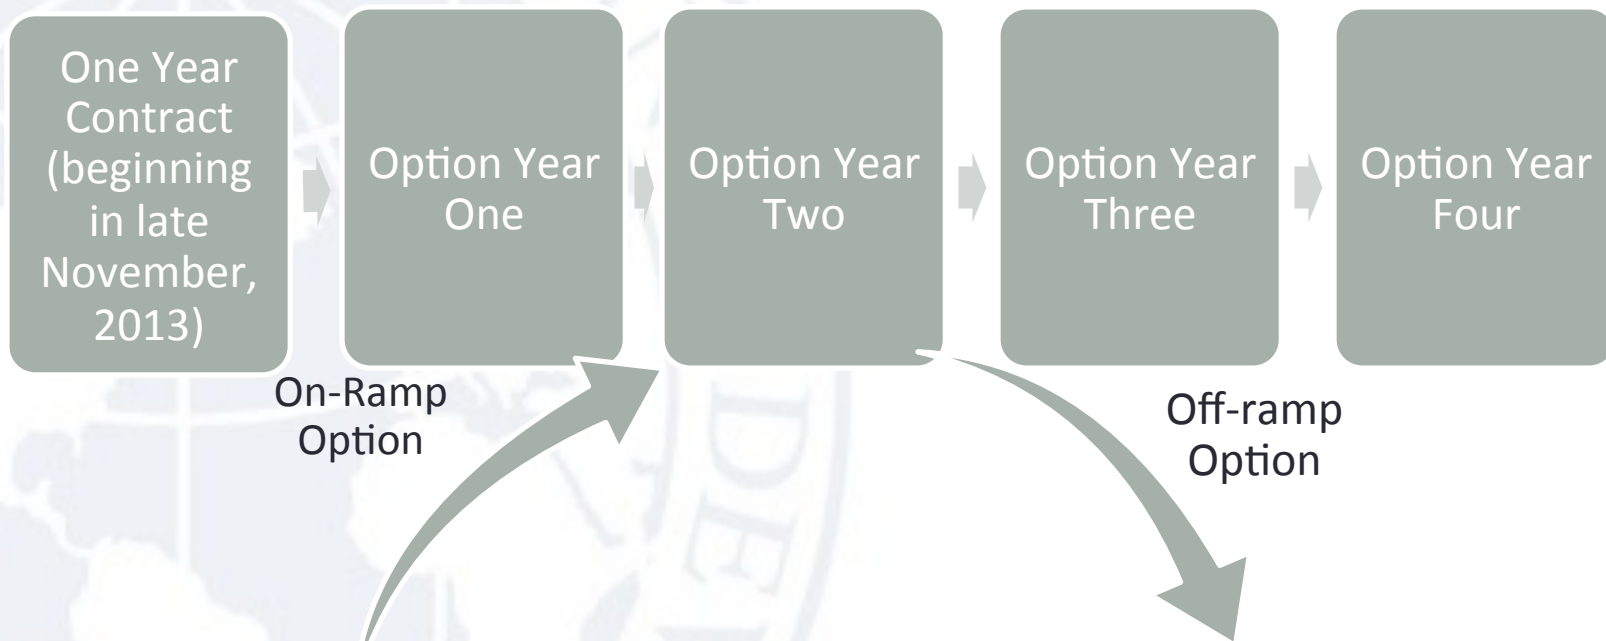 One Year
Contract
(beginning
in late
November,
2013)
Option Year
One
Option Year
Two
Option Year
Three
Option Year
Four
On-Ramp
Option
Off-ramp
Option
DE